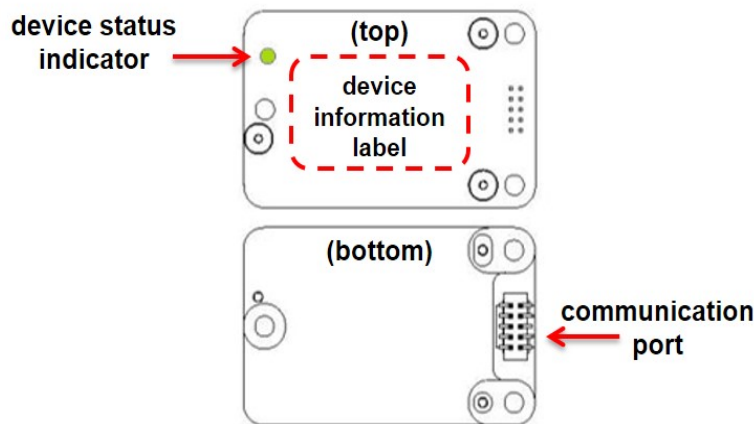 device status
indicator
(top)
device
information
label
(bottom)
communication
port